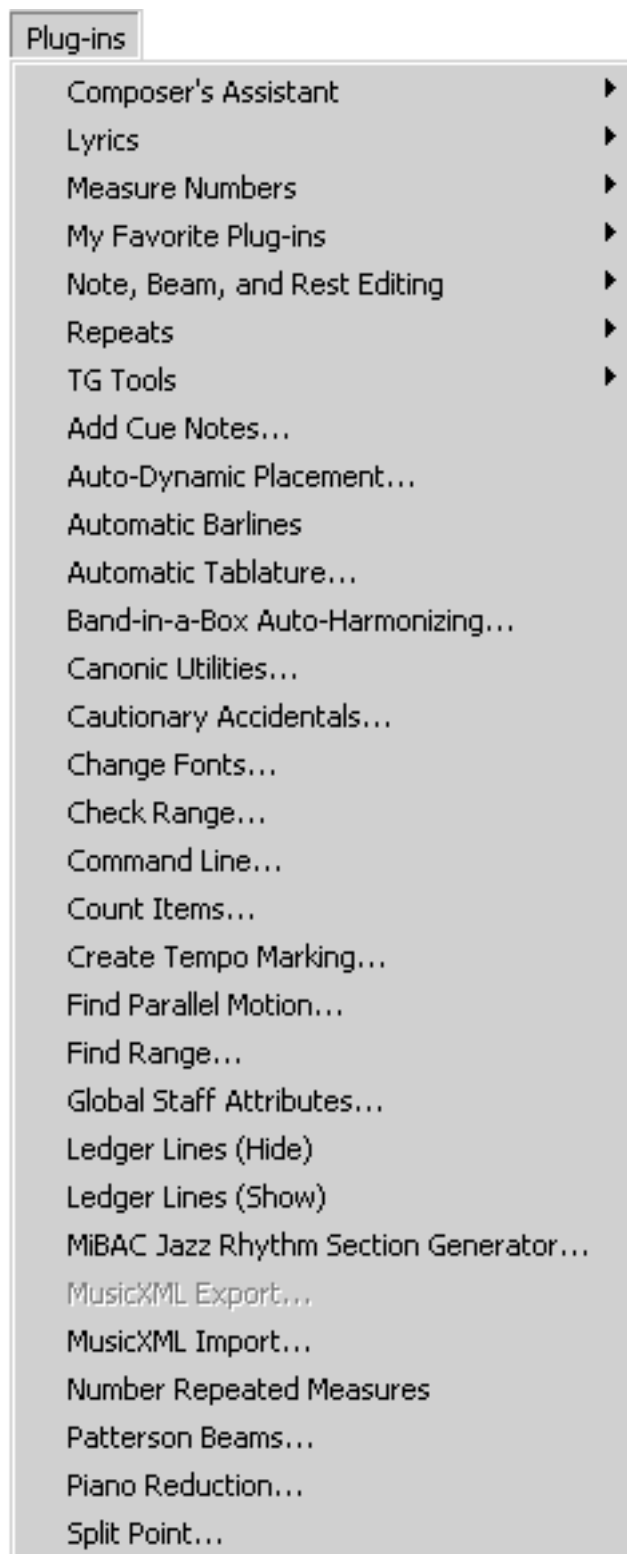 Plug-ins
Composer's Assistant
Lyrics
Measure Numbers
My Favorite Plug-ins
Note, Beam, and Rest Editing
Repeats
TG Tools
Add Cue Notes...
Auto-Dynamic Placement...
Automatic Barlines
Automatic Tablature...
Band-in-a-Box Auto-Harmonizing...
Canonic Utilities...
Cautionary Accidentals...
Change Fonts...
Check Range...
Command Line...
Count Items...
Create Tempo Marking...
Find Parallel Motion...
Find Range...
Global Staff Attributes...
Ledger Lines (Hide)
Ledger Lines (Show)
MiBAC Jazz Rhythm Section Generator...
MusicXML Export...
MusicXML Import...
Number Repeated Measures
Patterson Beams...
Piano Reduction...
Split Point...